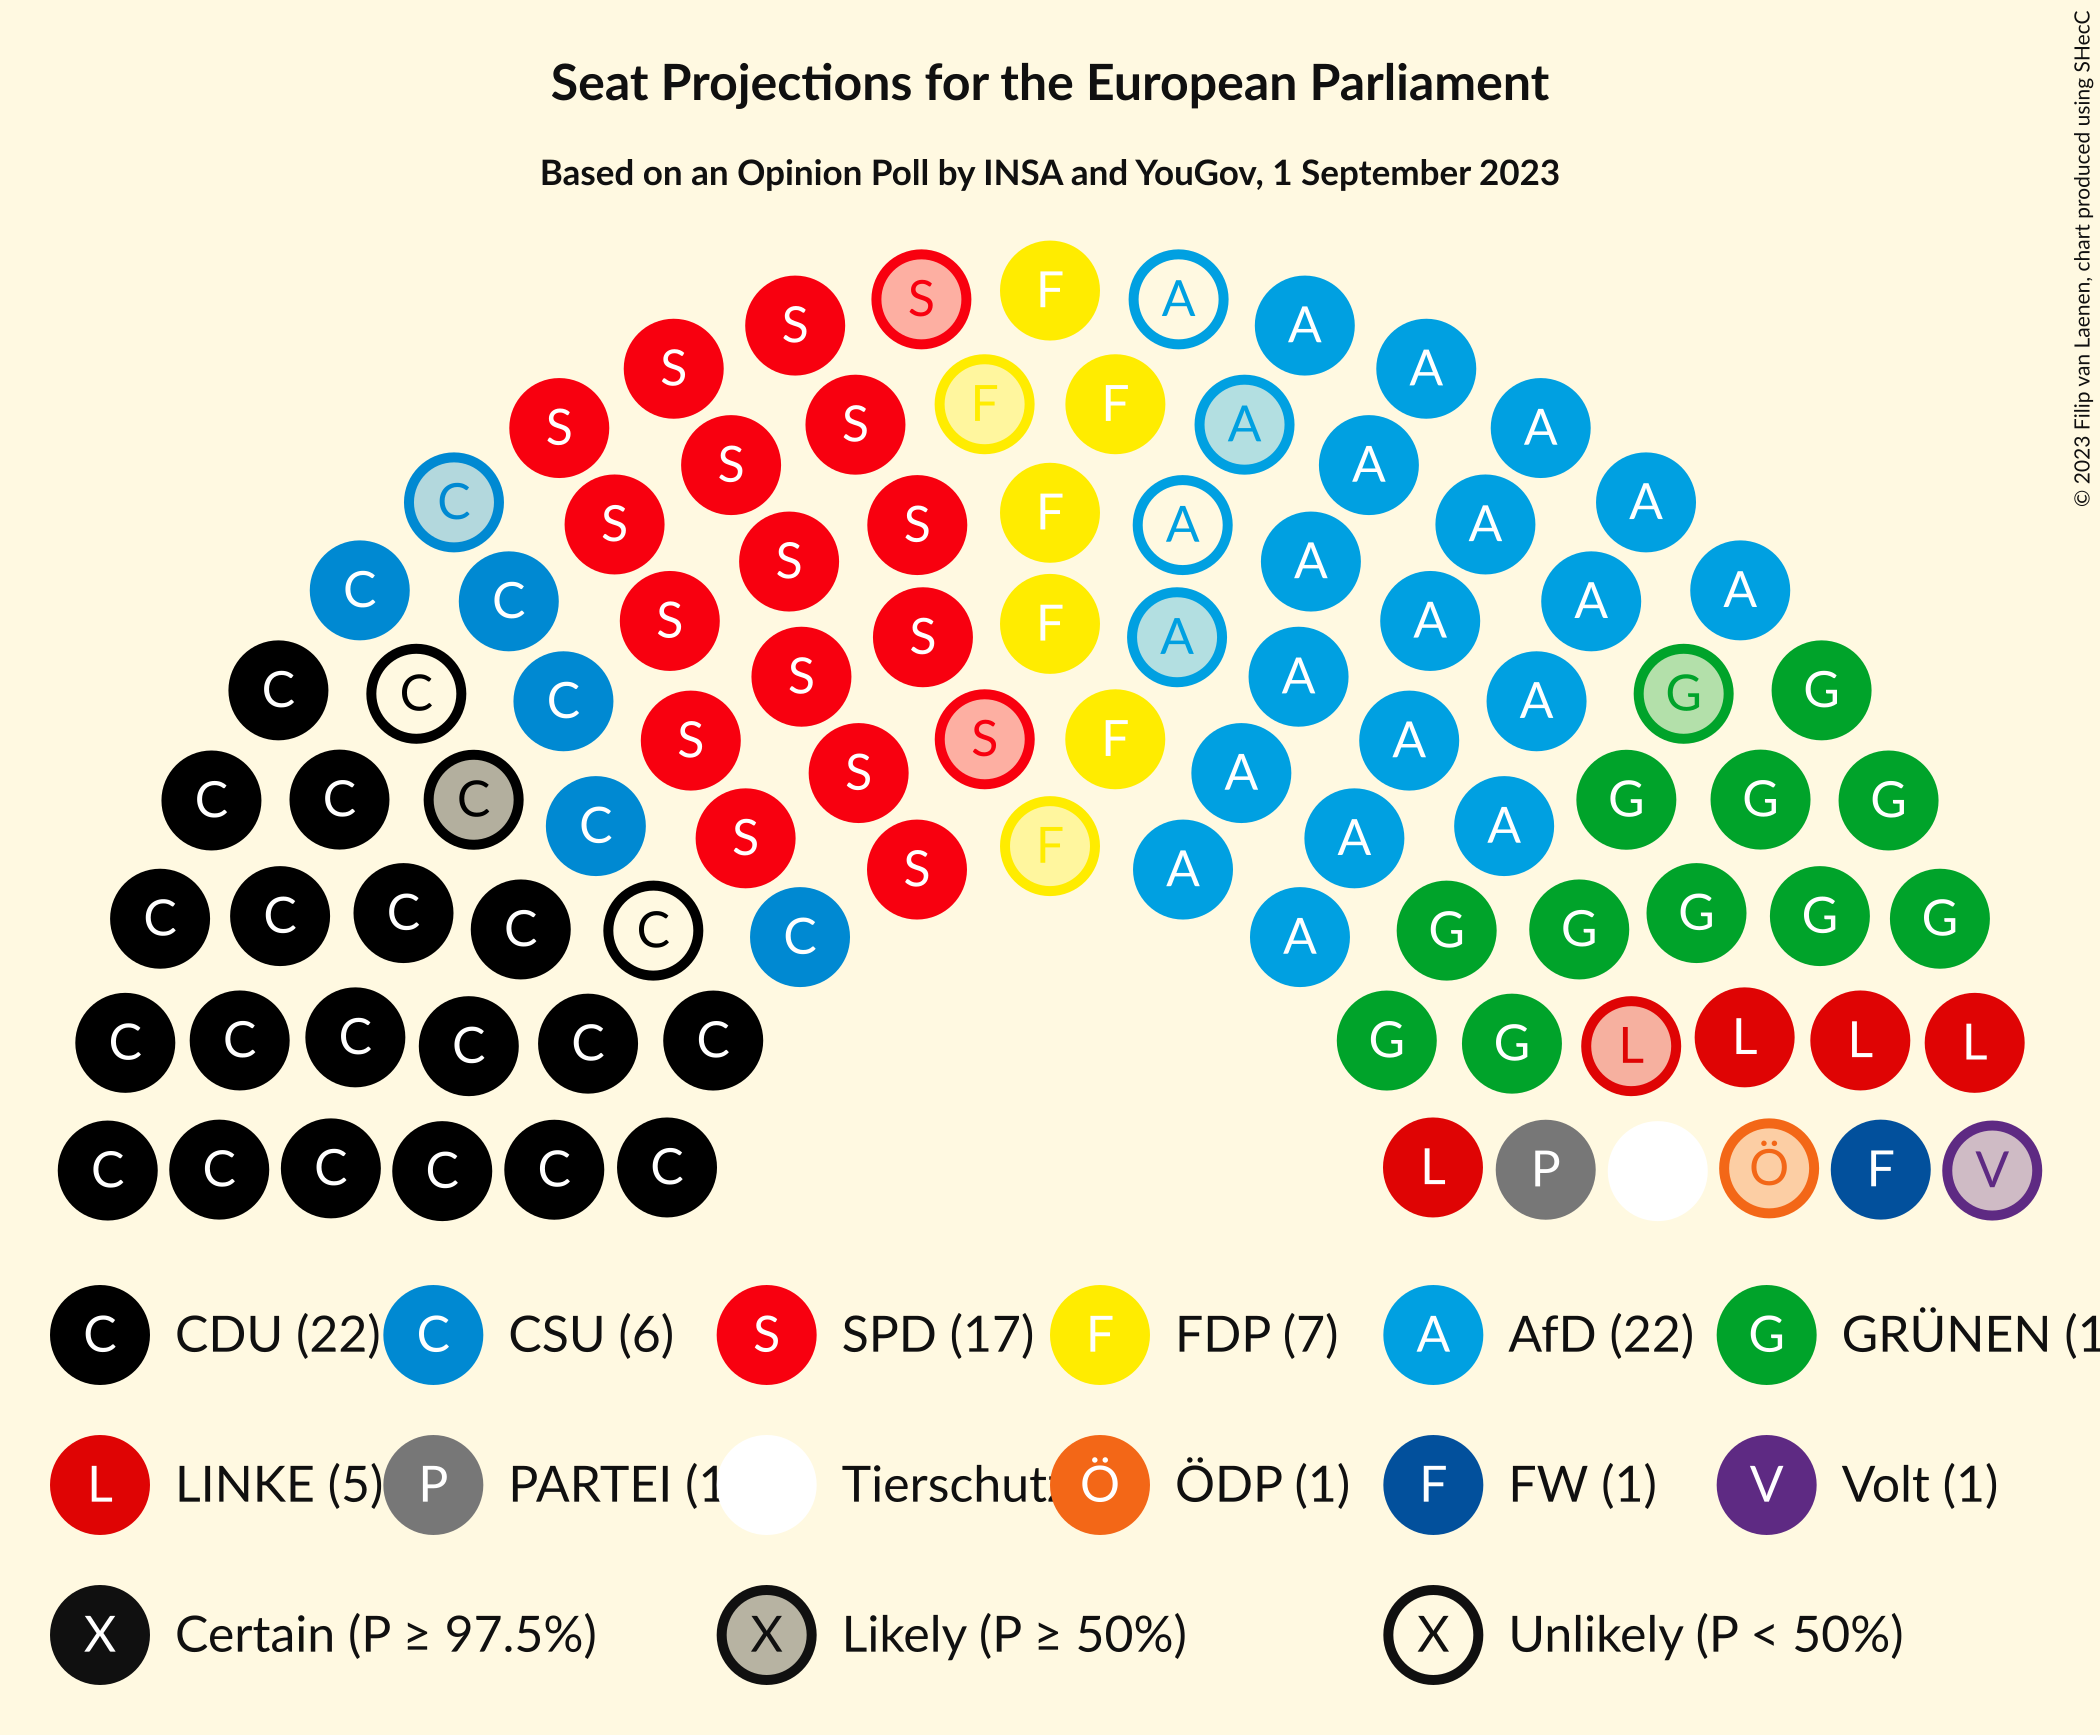 Seat Projections for the European Parliament
Based on an Opinion Poll by INSA and YouGov, 1 September 2023
© 2023 Filip van Laenen, chart produced using SHecC
S F A A
S A
S F F A
S S A A
C S A A
S S F A A
C C S A A A
S S F A A
C C C S S A A G G
S F A
C C C C S S A A G G G
S F A
C C C C C S A G G G G G
C A
C C C C C C G G L L L L
C C C C C C L P Ö F V
C CDU (22) C CSU (6) S SPD (17) F FDP (7) A AfD (22) G GRÜNEN (1
L LINKE (5) P PARTEI (1 Tierschutz Ö ÖDP (1) F FW (1) V Volt (1)
X Certain (P ≥ 97.5%) X Likely (P ≥ 50%) X Unlikely (P < 50%)